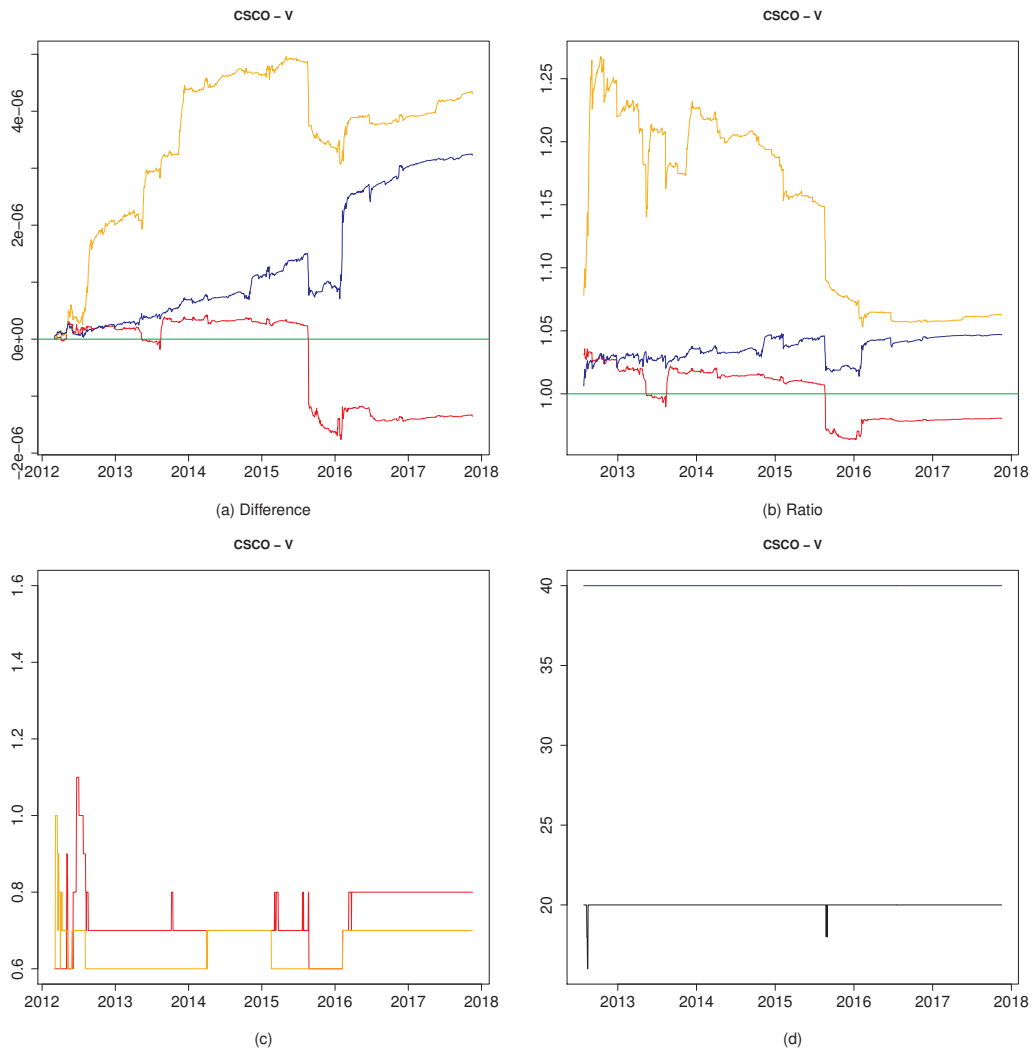 CSCO − V
4e−06
2e−06
0e+00
−2e−06
2012 2013 2014 2015 2016 2017 2018
(a) Difference
CSCO − V
1.25
1.20
1.15
1.10
1.05
1.00
2013 2014 2015 2016 2017 2018
(b) Ratio
CSCO − V
1.6
1.4
1.2
1.0
0.8
0.6
2012 2013 2014 2015 2016 2017 2018
(c)
CSCO − V
40
35
30
25
20
2013 2014 2015 2016 2017 2018
(d)